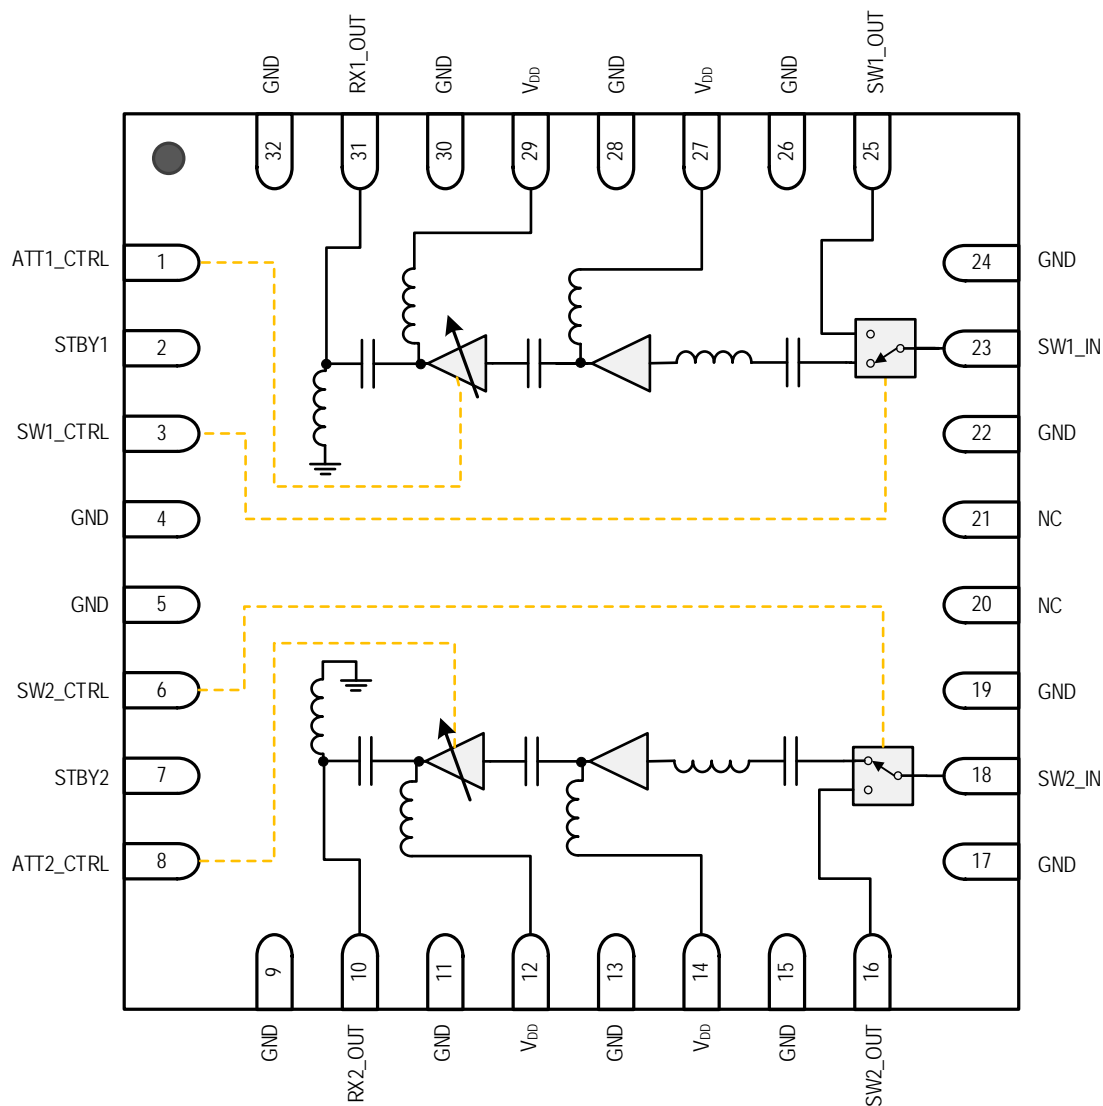 GND
RX1_OUT
GND
VDD
GND
VDD
GND
SW1_OUT
32
31
30
29
28
27
26
25
ATT1_CTRL 1
24 GND
STBY1 2
23 SW1_IN
SW1_CTRL 3
22 GND
GND 4
21 NC
GND 5
20 NC
SW2_CTRL 6
19 GND
STBY2 7
18 SW2_IN
ATT2_CTRL 8
17 GND
9
10
11
12
13
14
15
16
GND
RX2_OUT
GND
VDD
GND
VDD
GND
SW2_OUT